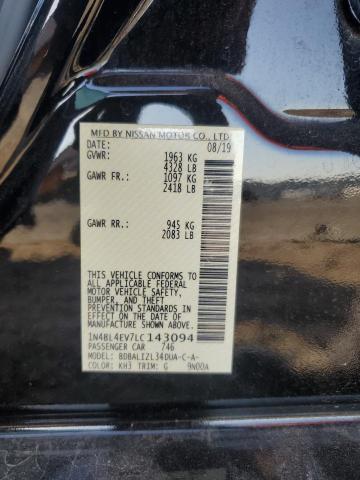 MFD BY NISSAN MOTOR CO., LTD.
DATE: 08/19
GVWR: 1963 KG
4328 LB
GAWR FR: 1097 KG
2418 LB
GAWR RR: 945 KG
2083 LB
THIS VEHICLE CONFORMS TO
ALL APPLICABLE FEDERAL
MOTOR VEHICLE SAFETY,
BUMPER, AND THEFT
PREVENTION STANDARDS IN
EFFECT ON THE DATE OF
MANUFACTURE SHOWN ABOVE.
1N4BL4EV7LC143094
PASSENGER CAR 746
MODEL: BDBALIZL34DUA-C-A-
COLOR: KH3 TRIM: G 9N00A